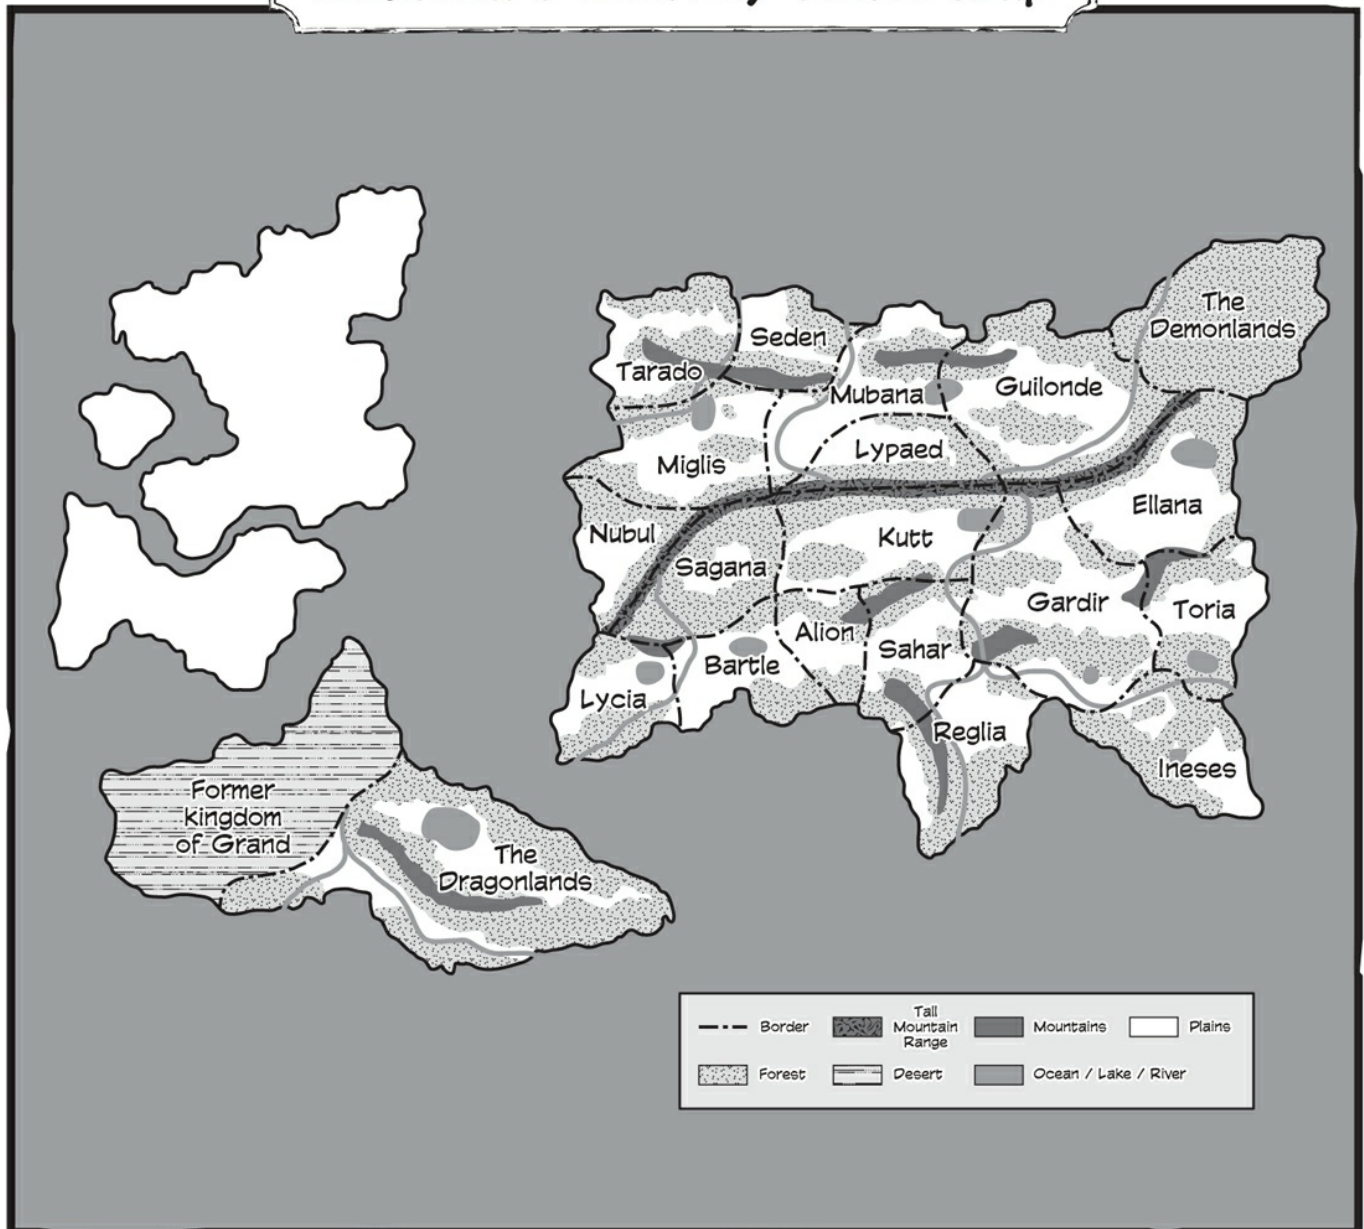 The
Demonlands
Seden
Tarado
Mubana
Guilonde
Lypaed
Miglis
Ellana
Nubul
Kutt
Sagana
Gardir
Toria
Alion
Sahar
Bartle
Lycia
Reglia
Ineses
Former
kingdom
of Grand
The
Dragonlands
Border
Tall
Mountain
Range
Mountains
Plains
Forest
Desert
Ocean / Lake / River